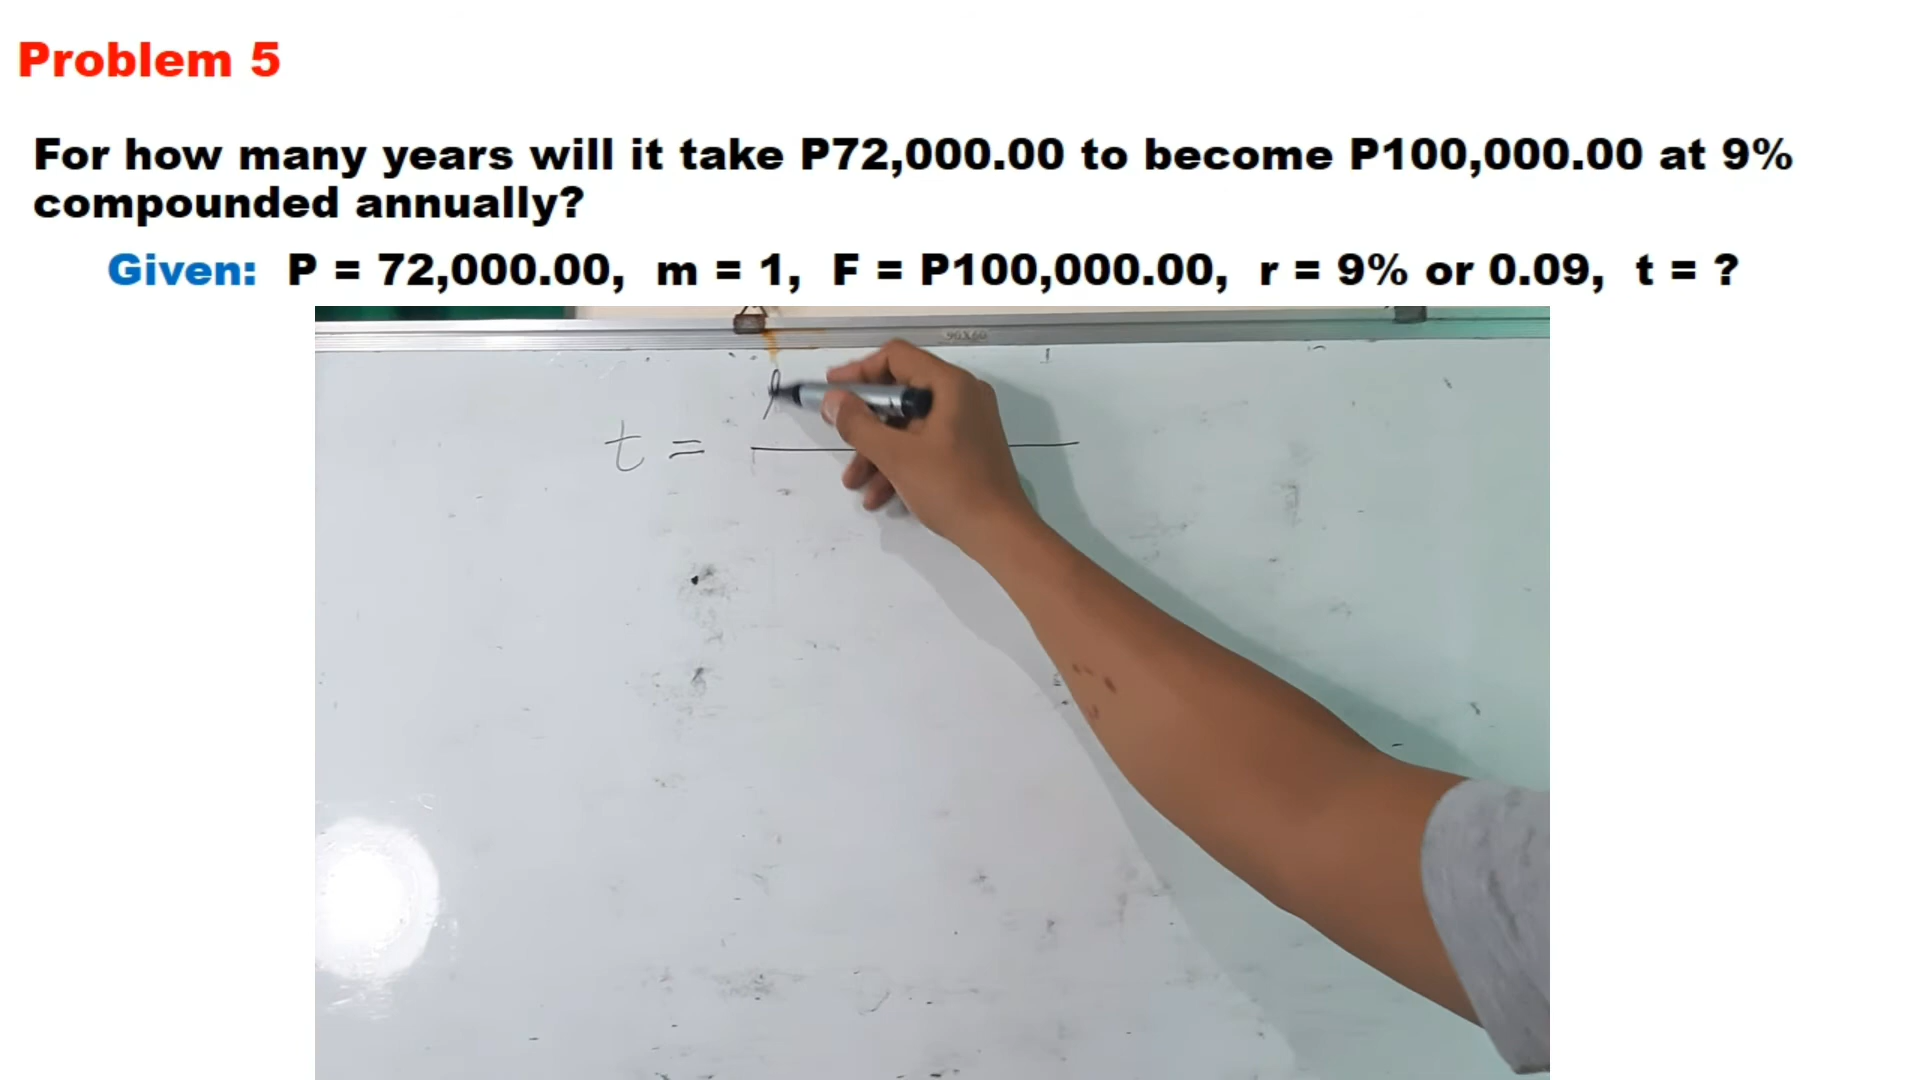 Problem 5
For how many years will it take P72,000.00 to become P100,000.00 at 9%
compounded annually?
Given: P = 72,000.00, m = 1, F = P100,000.00, r = 9% or 0.09, t = ?
96X60
t =